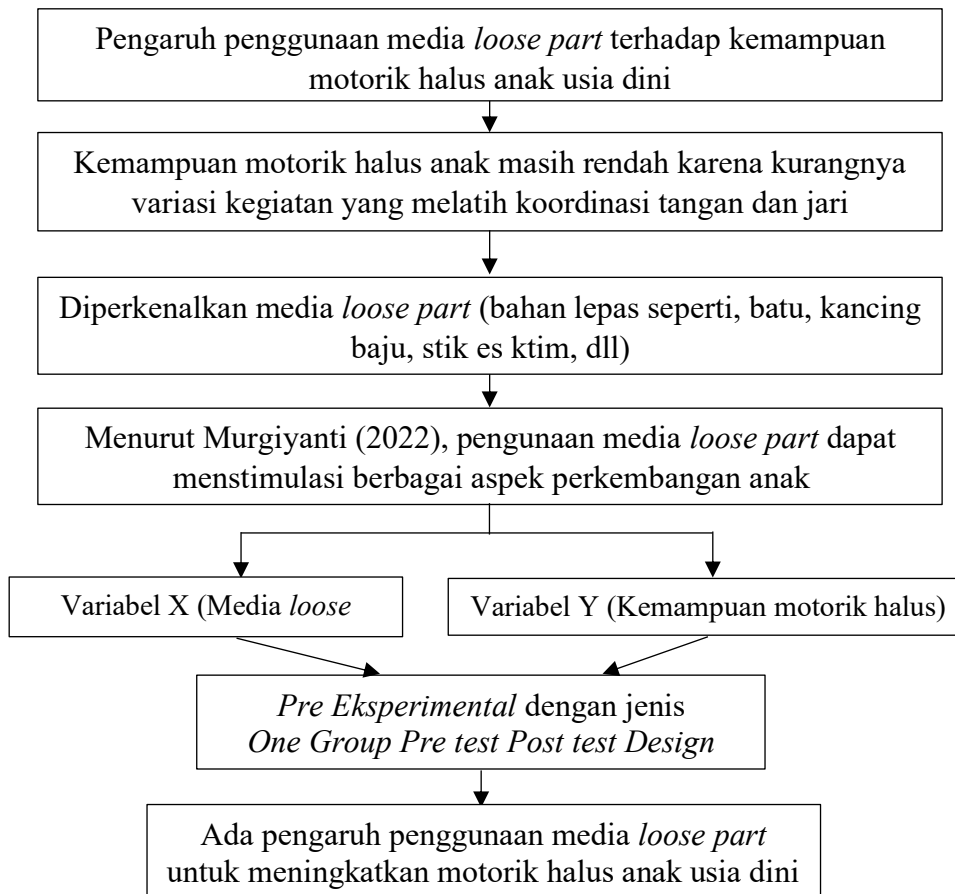 Pengaruh penggunaan media loose part terhadap kemampuan
motorik halus anak usia dini
Kemampuan motorik halus anak masih rendah karena kurangnya
variasi kegiatan yang melatih koordinasi tangan dan jari
Diperkenalkan media loose part (bahan lepas seperti, batu, kancing
baju, stik es ktim, dll)
Menurut Murgiyanti (2022), pengunaan media loose part dapat
menstimulasi berbagai aspek perkembangan anak
Variabel X (Media loose
Variabel Y (Kemampuan motorik halus)
Pre Eksperimental dengan jenis
One Group Pre test Post test Design
Ada pengaruh penggunaan media loose part
untuk meningkatkan motorik halus anak usia dini